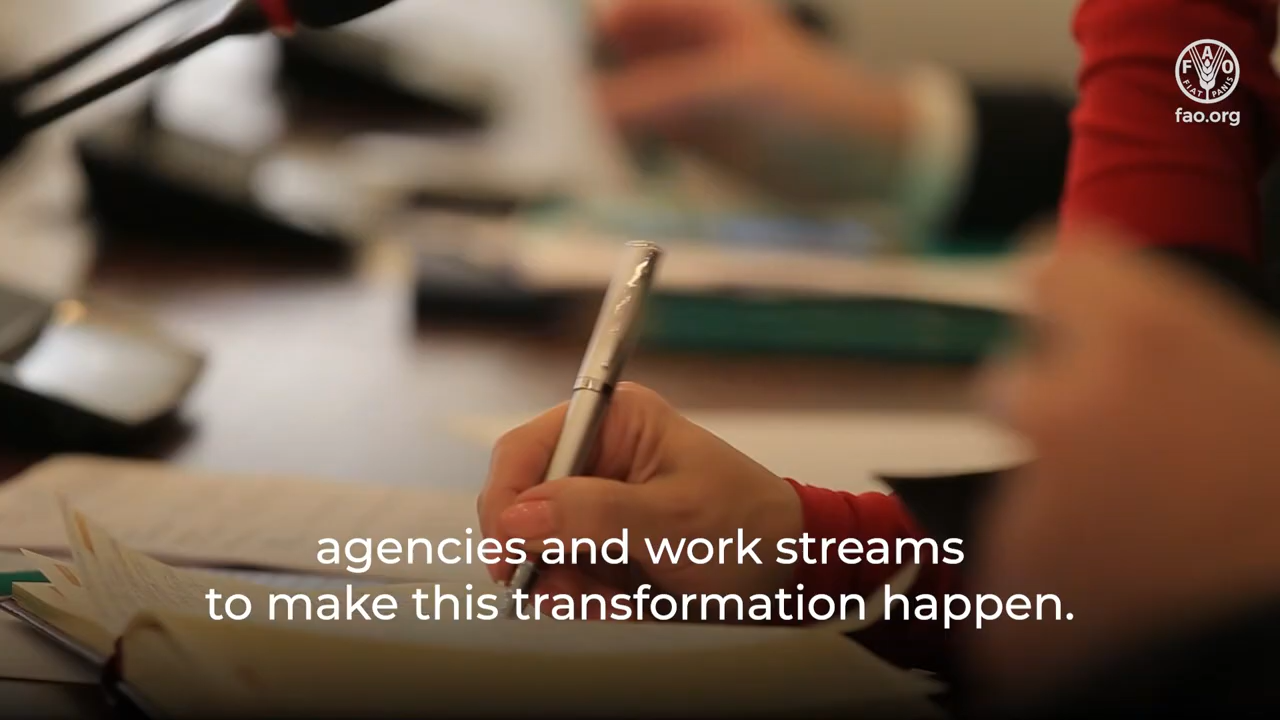 F A O
FIAT PANIS
fao.org
agencies and work streams
to make this transformation happen.